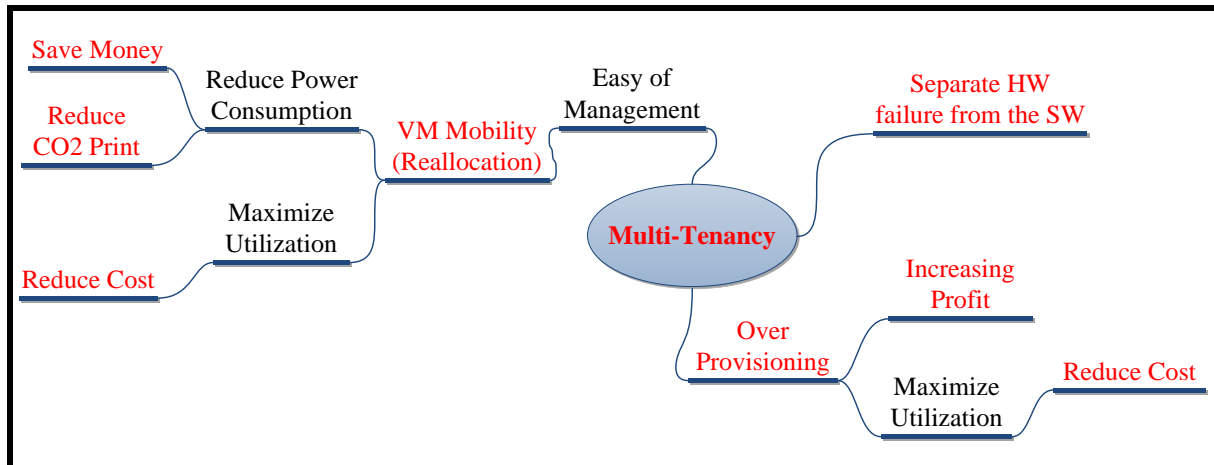 Save Money
Reduce Power
Consumption
Reduce
CO2 Print
VM Mobility
(Reallocation)
Easy of
Management
Separate HW
failure from the SW
Maximize
Utilization
Reduce Cost
Multi-Tenancy
Increasing
Profit
Over
Provisioning
Maximize
Utilization
Reduce Cost